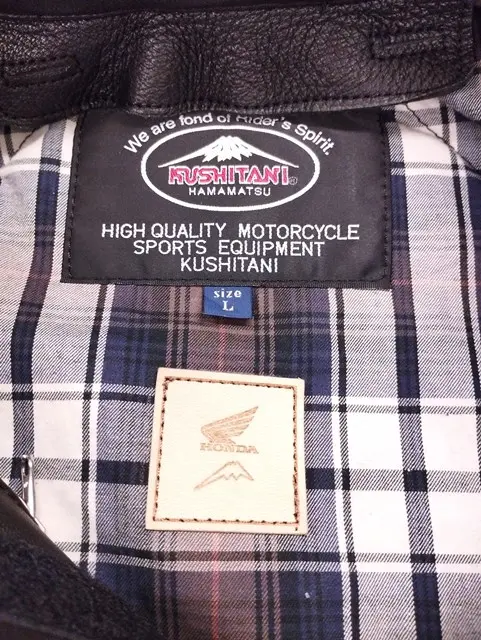 We are fond of Rider's Spirit.
KUSHITANI®
HAMAMATSU
HIGH QUALITY MOTORCYCLE
SPORTS EQUIPMENT
KUSHITANI
size
L
HONDA